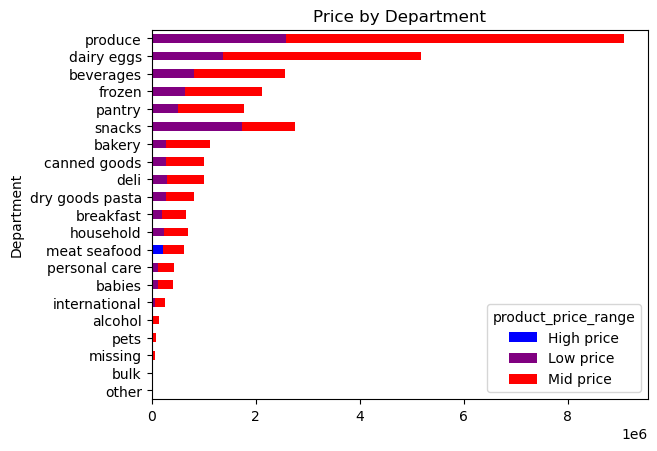 Price by Department
Department
produce
dairy eggs
beverages
frozen
pantry
snacks
bakery
canned goods
deli
dry goods pasta
breakfast
household
meat seafood
personal care
babies
international
alcohol
pets
missing
bulk
other
product_price_range
High price
Low price
Mid price
0 2 4 6 8
1e6